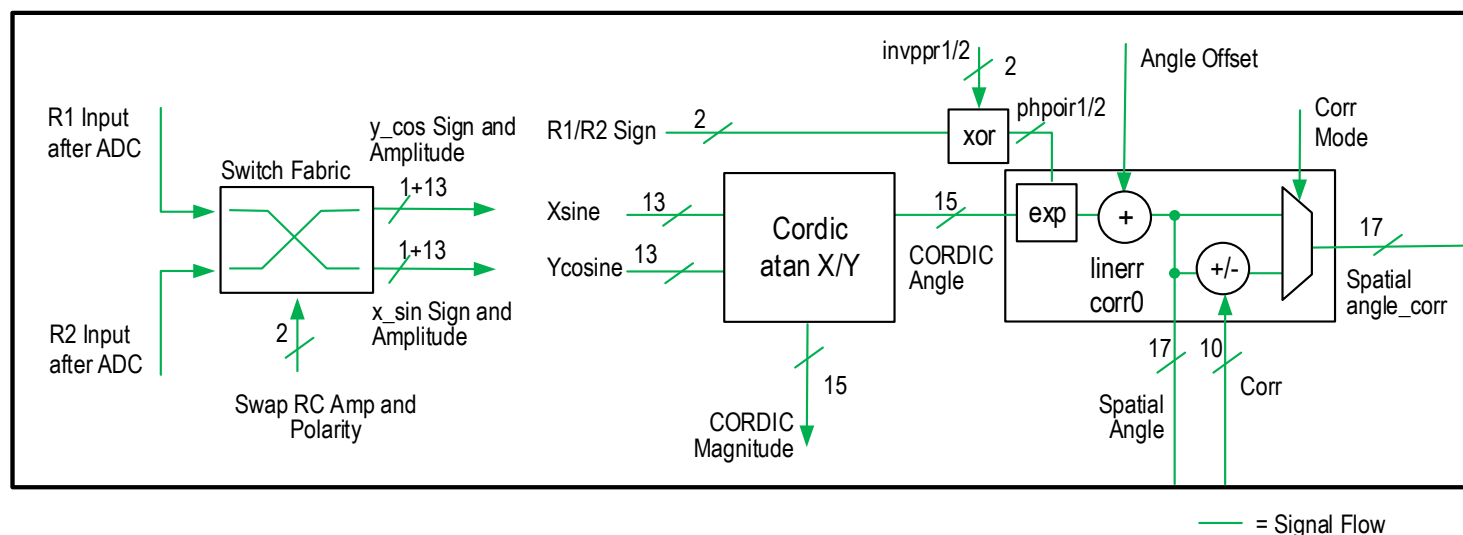 R1 Input
after ADC
R2 Input
after ADC
Switch Fabric
y_cos Sign and
Amplitude
1+13
1+13
x_sin Sign and
Amplitude
2
Swap RC Amp and
Polarity
invppr1/2
2
R1/R2 Sign
2
xor
phpoir1/2
Xsine
13
Ycosine
13
Cordic
atan X/Y
15
CORDIC
Magnitude
15
CORDIC
Angle
exp
Angle Offset
+
linerr
corr0
+/-
Corr
Mode
17
Spatial
angle_corr
17
Spatial
Angle
10
Corr
= Signal Flow